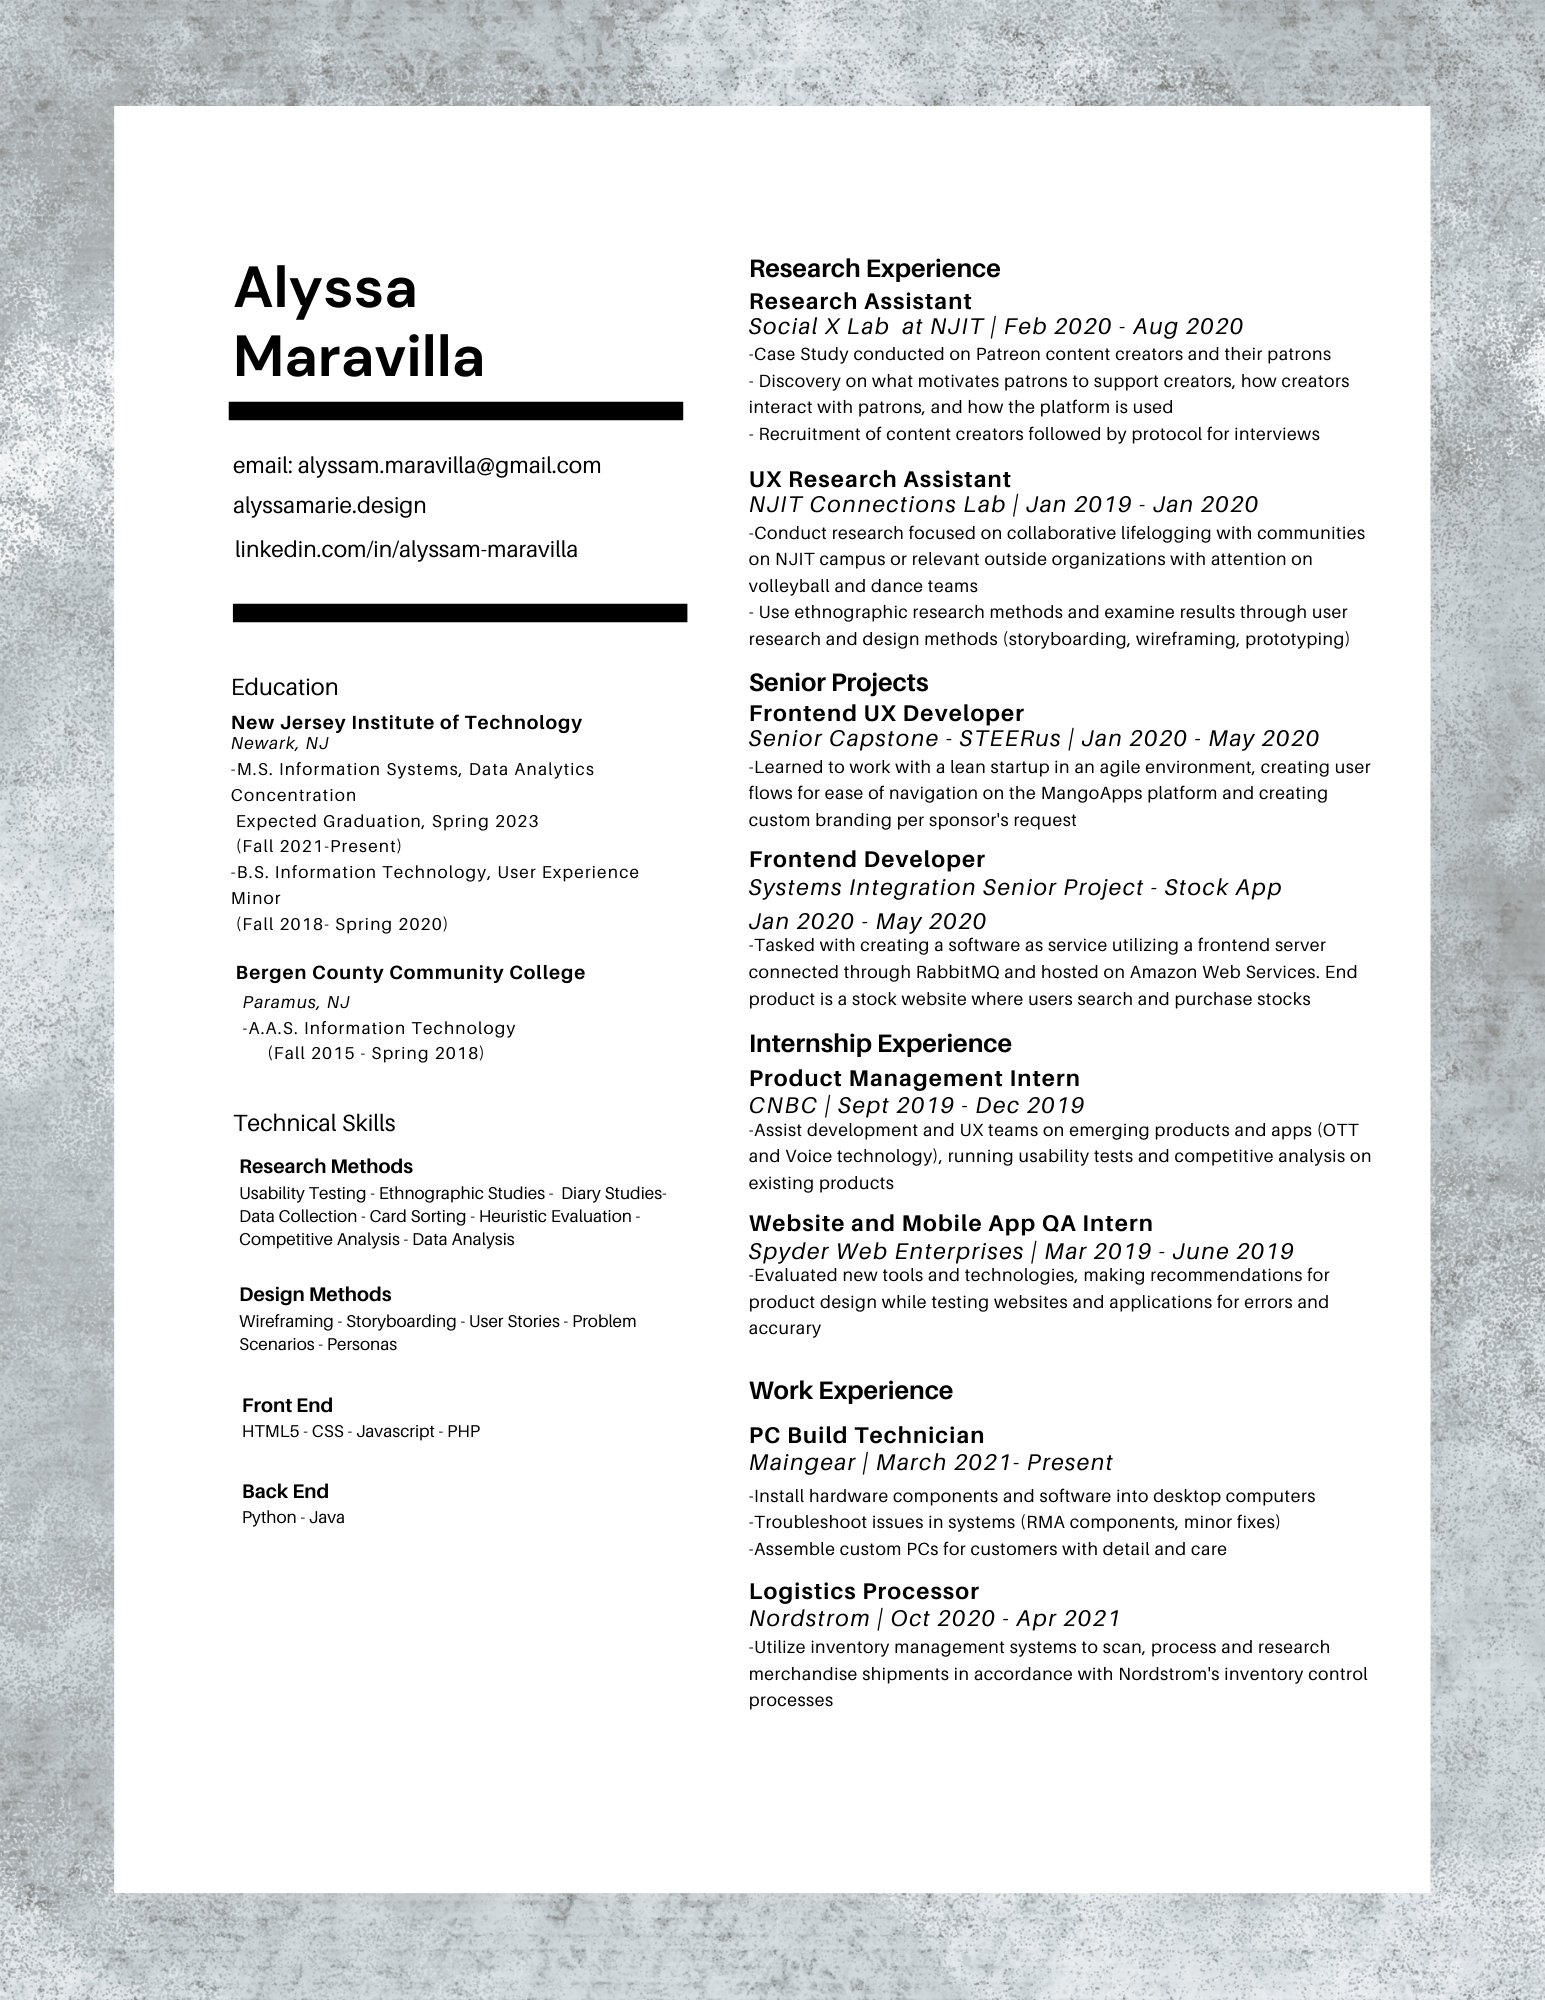 Alyssa
Maravilla
email: alyssam.maravilla@gmail.com
alyssamarie.design
linkedin.com/in/alyssam-maravilla
Education
New Jersey Institute of Technology
Newark, NJ
-M.S. Information Systems, Data Analytics
Concentration
Expected Graduation, Spring 2023
(Fall 2021-Present)
-B.S. Information Technology, User Experience
Minor
(Fall 2018- Spring 2020)
Bergen County Community College
Paramus, NJ
-A.A.S. Information Technology
(Fall 2015 - Spring 2018)
Technical Skills
Research Methods
Usability Testing - Ethnographic Studies -  Diary Studies-
Data Collection - Card Sorting - Heuristic Evaluation -
Competitive Analysis - Data Analysis
Design Methods
Wireframing - Storyboarding - User Stories - Problem
Scenarios - Personas
Front End
HTML5 - CSS - Javascript - PHP
Back End
Python - Java
Research Experience
Research Assistant
Social X Lab  at NJIT | Feb 2020 - Aug 2020
-Case Study conducted on Patreon content creators and their patrons
- Discovery on what motivates patrons to support creators, how creators
interact with patrons, and how the platform is used
- Recruitment of content creators followed by protocol for interviews
UX Research Assistant
NJIT Connections Lab | Jan 2019 - Jan 2020
-Conduct research focused on collaborative lifelogging with communities
on NJIT campus or relevant outside organizations with attention on
volleyball and dance teams
- Use ethnographic research methods and examine results through user
research and design methods (storyboarding, wireframing, prototyping)
Senior Projects
Frontend UX Developer
Senior Capstone - STEERus | Jan 2020 - May 2020
-Learned to work with a lean startup in an agile environment, creating user
flows for ease of navigation on the MangoApps platform and creating
custom branding per sponsor's request
Frontend Developer
Systems Integration Senior Project - Stock App
Jan 2020 - May 2020
-Tasked with creating a software as service utilizing a frontend server
connected through RabbitMQ and hosted on Amazon Web Services. End
product is a stock website where users search and purchase stocks
Internship Experience
Product Management Intern
CNBC | Sept 2019 - Dec 2019
-Assist development and UX teams on emerging products and apps (OTT
and Voice technology), running usability tests and competitive analysis on
existing products
Website and Mobile App QA Intern
Spyder Web Enterprises | Mar 2019 - June 2019
-Evaluated new tools and technologies, making recommendations for
product design while testing websites and applications for errors and
accurary
Work Experience
PC Build Technician
Maingear | March 2021- Present
-Install hardware components and software into desktop computers
-Troubleshoot issues in systems (RMA components, minor fixes)
-Assemble custom PCs for customers with detail and care
Logistics Processor
Nordstrom | Oct 2020 - Apr 2021
-Utilize inventory management systems to scan, process and research
merchandise shipments in accordance with Nordstrom's inventory control
processes